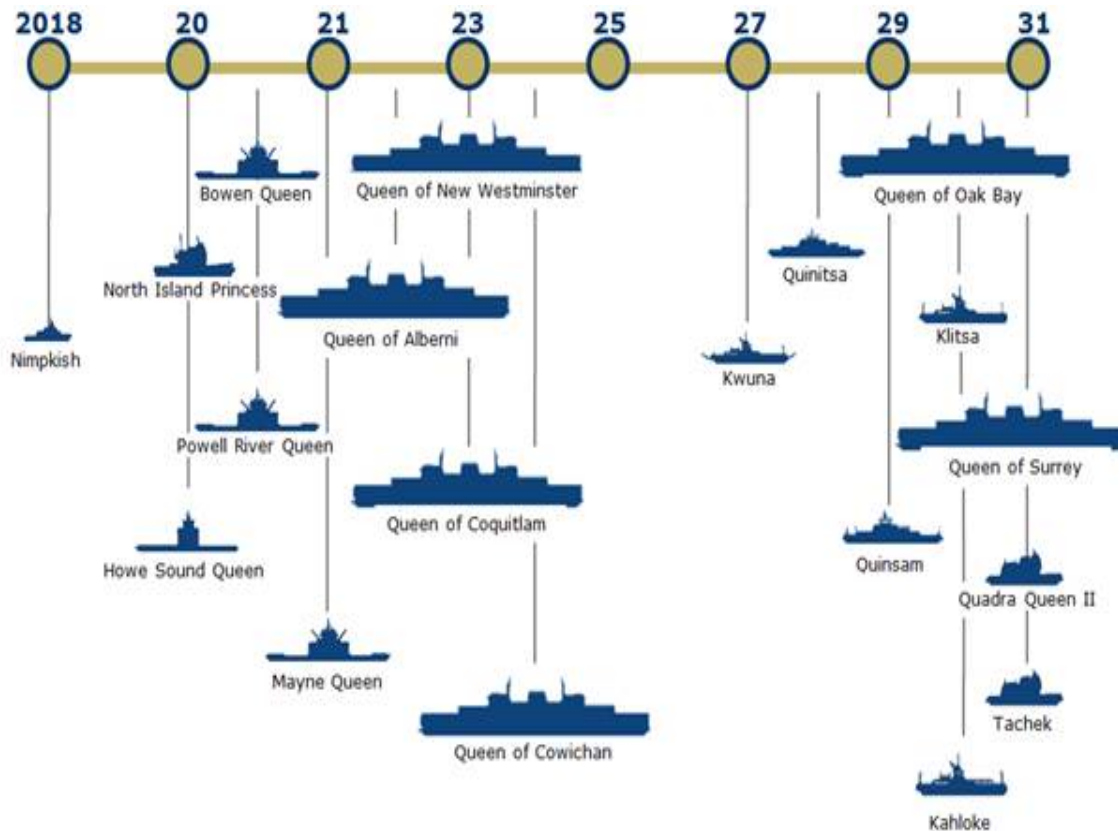 2018 20 21 23 25 27 29 31
Bowen Queen
Queen of New Westminster
Queen of Oak Bay
Quinitsa
North Island Princess
Queen of Alberni
Klitsa
Nimpkish
Kwuna
Powell River Queen
Queen of Surrey
Queen of Coquitlam
Howe Sound Queen
Quinsam
Quadra Queen II
Mayne Queen
Tachek
Queen of Cowichan
Kahloke